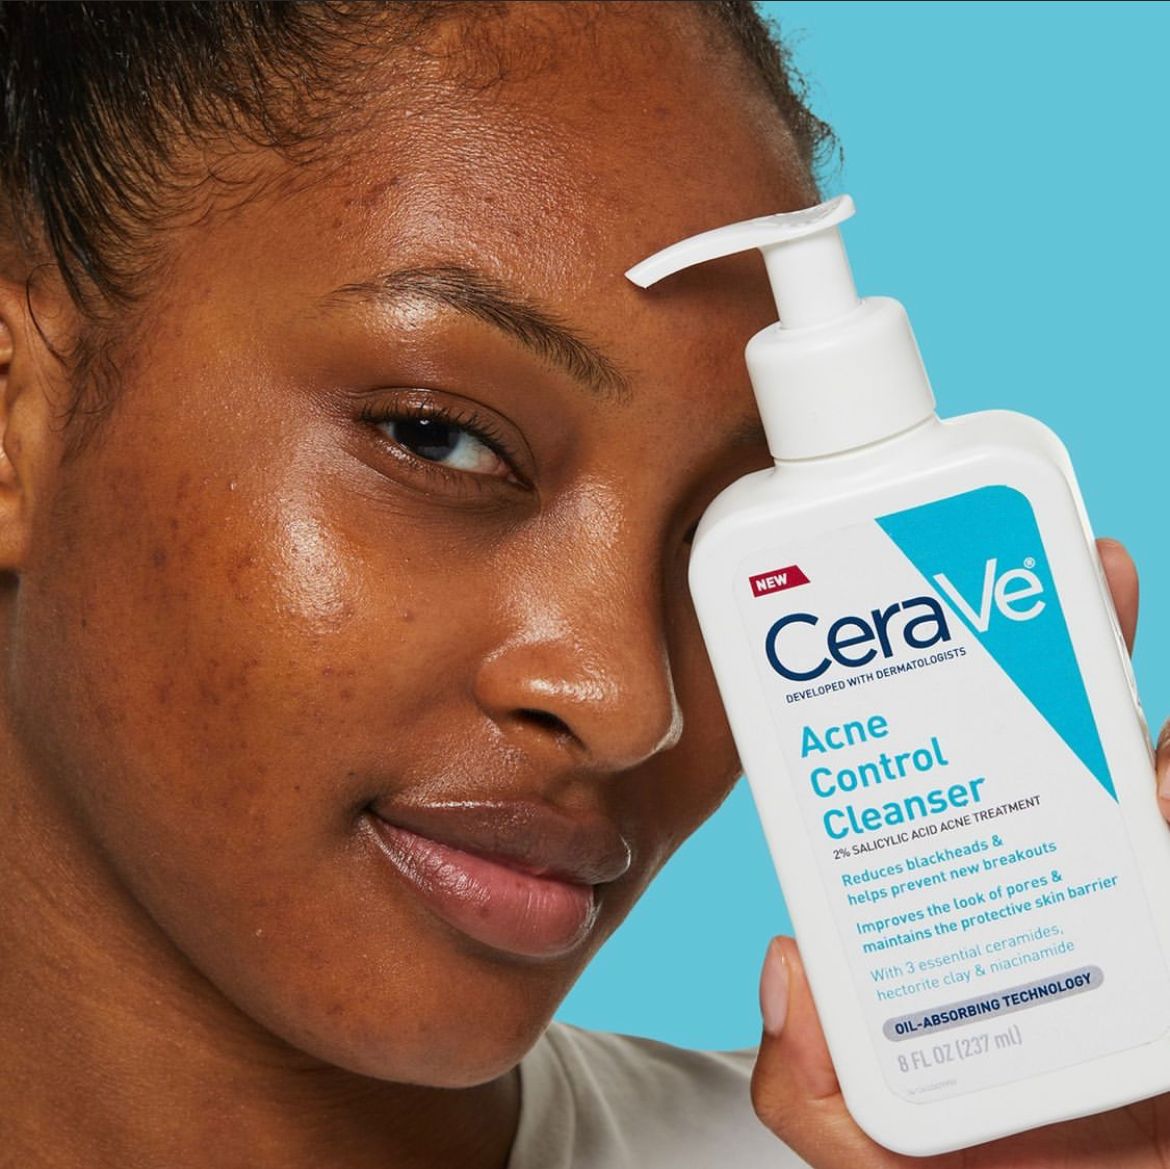 NEW
CeraVe®
DEVELOPED WITH DERMATOLOGISTS
Acne
Control
Cleanser
2% SALICYLIC ACID ACNE TREATMENT
Reduces blackheads &
helps prevent new breakouts
Improves the look of pores &
maintains the protective skin barrier
With 3 essential ceramides,
hectorite clay & niacinamide
OIL-ABSORBING TECHNOLOGY
8 FL OZ (237 ml)